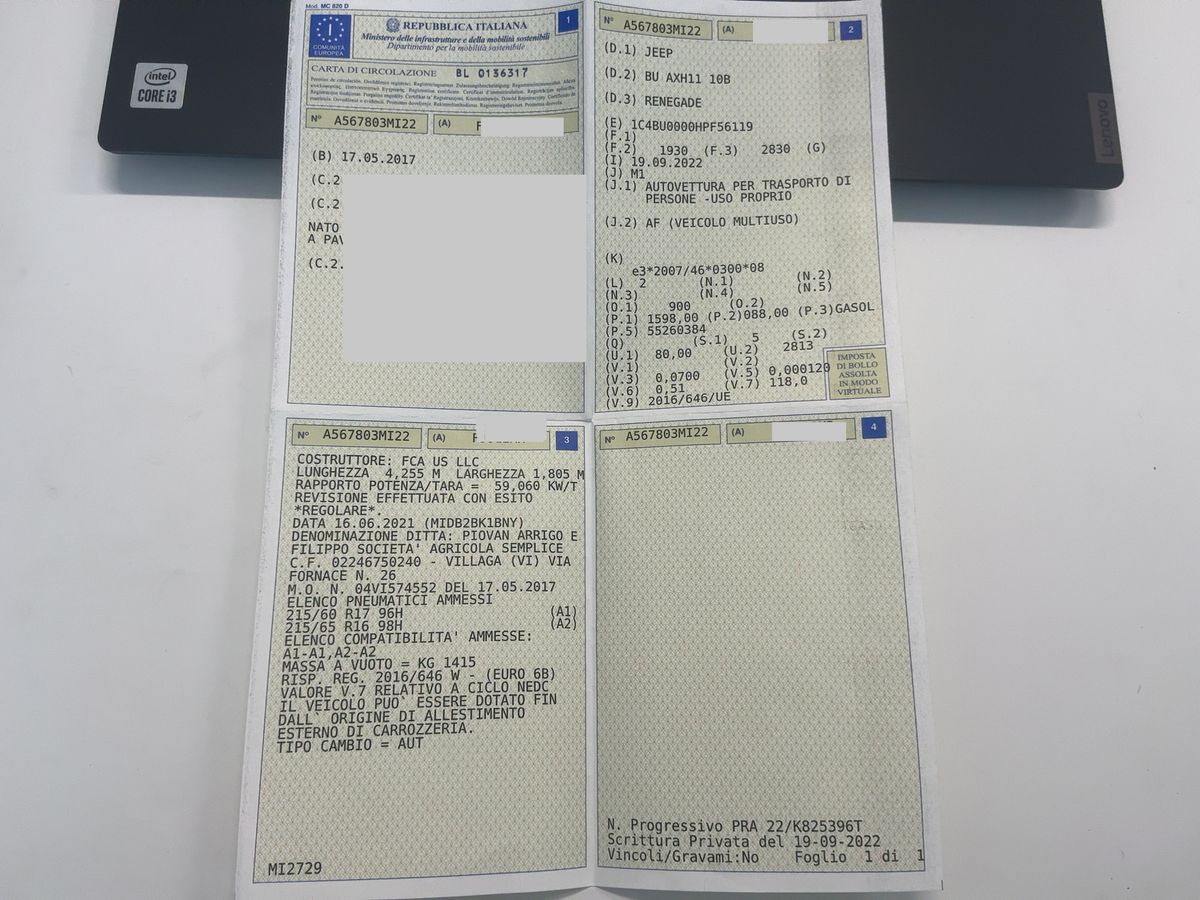 Mod. MC 820 D
COMUNITÀ EUROPEA
REPUBBLICA ITALIANA
Ministero delle infrastrutture e della mobilità sostenibili
Dipartimento per la mobilità sostenibile
1
CARTA DI CIRCOLAZIONE BL 0136317
N° A567803MI22 (A) F
(B) 17.05.2017
(C.2
(C.2
NATO
A PAV
(C.2.
N° A567803MI22 (A) 2
(D.1) JEEP
(D.2) BU AXH11 10B
(D.3) RENEGADE
(E) 1C4BU0000HPF56119
(F.1)
(F.2) 1930 (F.3) 2830 (G)
(I) 19.09.2022
(J) M1
(J.1) AUTOVETTURA PER TRASPORTO DI
PERSONE -USO PROPRIO
(J.2) AF (VEICOLO MULTIUSO)
(K)
e3*2007/46*0300*08
(L) 2 (N.1) (N.2)
(N.3) (N.4) (N.5)
(O.1) 900 (O.2)
(P.1) 1598,00 (P.2)088,00 (P.3)GASOL
(P.5) 55260384
(Q) (S.1) 5 (S.2)
(U.1) 80,00 (U.2) 2813
(V.1) (V.2)
(V.3) 0,0700 (V.5) 0,000120
(V.6) 0,51 (V.7) 118,0
(V.9) 2016/646/UE
IMPOSTA
DI BOLLO
ASSOLTA
IN MODO
VIRTUALE
N° A567803MI22 (A) 3
COSTRUTTORE: FCA US LLC
LUNGHEZZA 4,255 M LARGHEZZA 1,805 M
RAPPORTO POTENZA/TARA = 59,060 KW/T
REVISIONE EFFETTUATA CON ESITO
*REGOLARE*.
DATA 16.06.2021 (MIDB2BK1BNY)
DENOMINAZIONE DITTA: PIOVAN ARRIGO E
FILIPPO SOCIETA' AGRICOLA SEMPLICE
C.F. 02246750240 - VILLAGA (VI) VIA
FORNACE N. 26
M.O. N. 04VI574552 DEL 17.05.2017
ELENCO PNEUMATICI AMMESSI
215/60 R17 96H (A1)
215/65 R16 98H (A2)
ELENCO COMPATIBILITA' AMMESSE:
A1-A1,A2-A2
MASSA A VUOTO = KG 1415
RISP. REG. 2016/646 W - (EURO 6B)
VALORE V.7 RELATIVO A CICLO NEDC
IL VEICOLO PUO` ESSERE DOTATO FIN
DALL` ORIGINE DI ALLESTIMENTO
ESTERNO DI CARROZZERIA.
TIPO CAMBIO = AUT
MI2729
N° A567803MI22 (A) 4
N. Progressivo PRA 22/K825396T
Scrittura Privata del 19-09-2022
Vincoli/Gravami:No Foglio 1 di 1
intel
CORE i3
Lenovo